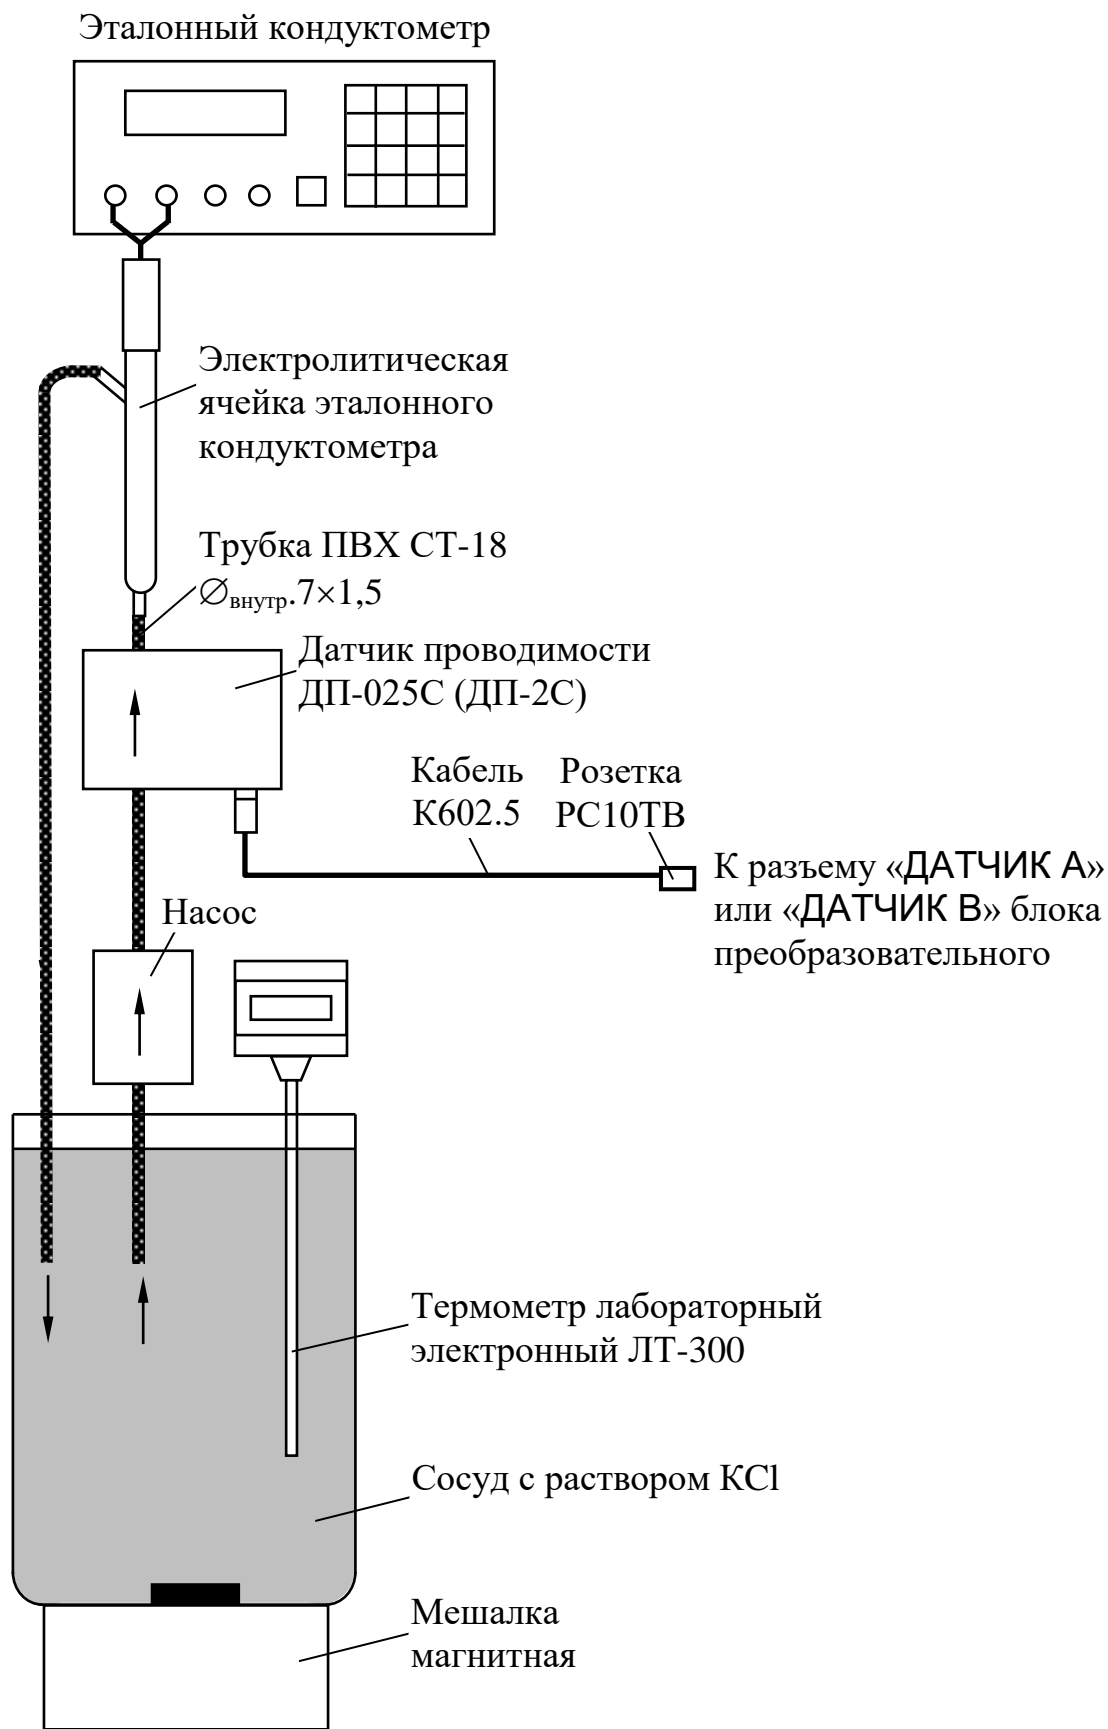 Эталонный кондуктометр
Электролитическая
ячейка эталонного
кондуктометра
Трубка ПВХ СТ-18
∅внутр.7×1,5
Датчик проводимости
ДП-025С (ДП-2С)
Кабель
К602.5
Розетка
РС10ТВ
К разъему «ДАТЧИК А»
или «ДАТЧИК В» блока
преобразовательного
Насос
Термометр лабораторный
электронный ЛТ-300
Сосуд с раствором KCl
Мешалка
магнитная